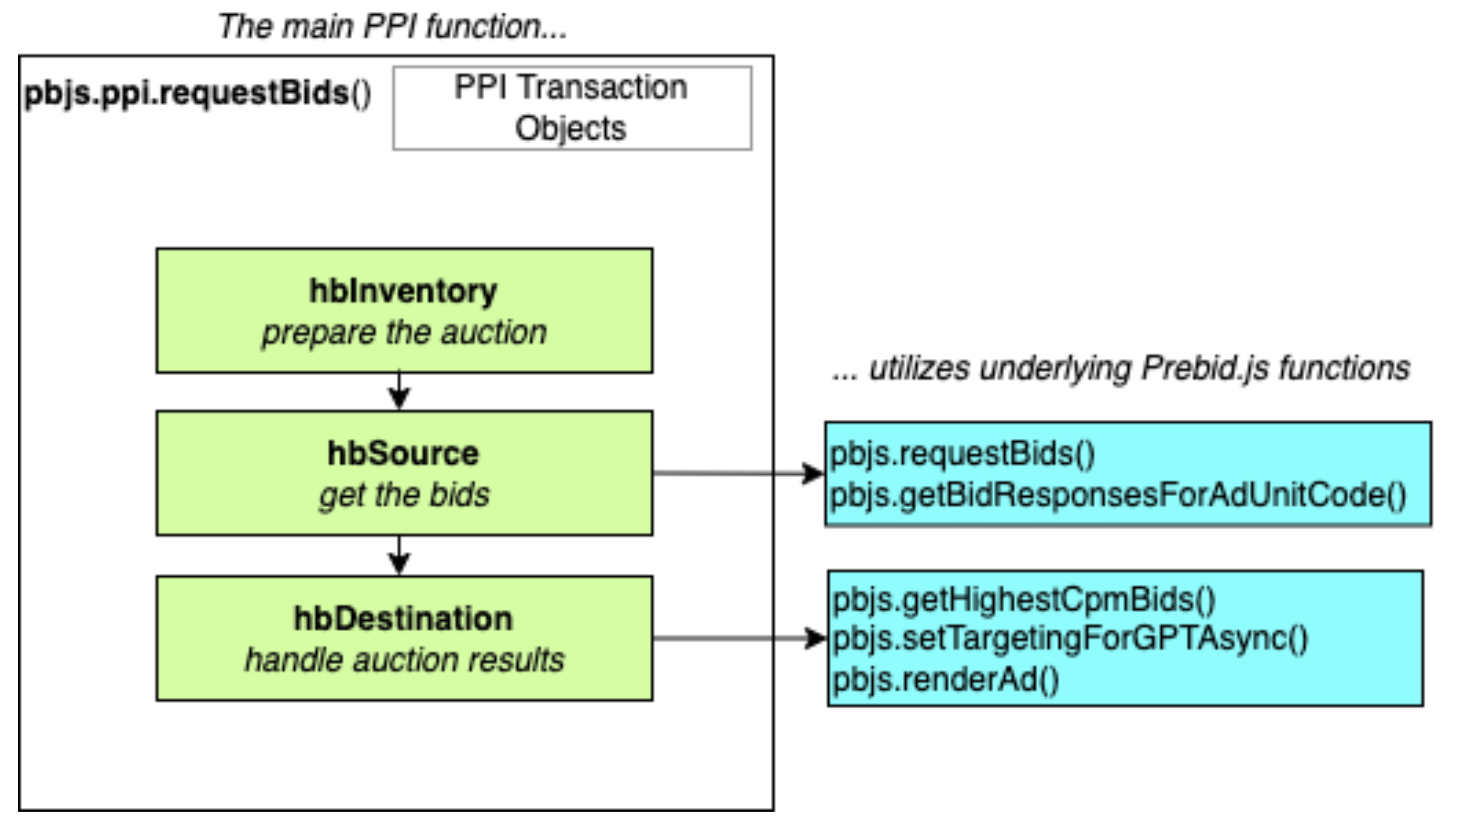 The main PPI function...
pbjs.ppi.requestBids()
PPI Transaction
Objects
hbInventory
prepare the auction
hbSource
get the bids
hbDestination
handle auction results
... utilizes underlying Prebid.js functions
pbjs.requestBids()
pbjs.getBidResponsesForAdUnitCode()
pbjs.getHighestCpmBids()
pbjs.setTargetingForGPTAsync()
pbjs.renderAd()